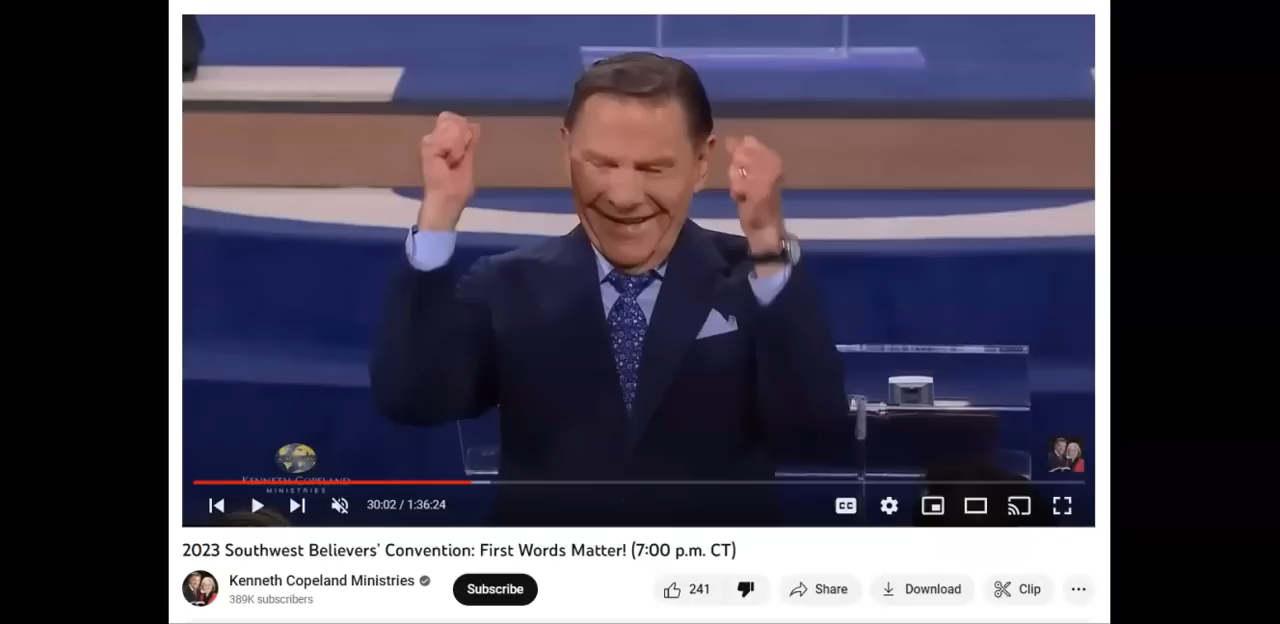 KENNETH COPELAND
MINISTRIES
30:02 / 1:36:24
CC
2023 Southwest Believers' Convention: First Words Matter! (7:00 p.m. CT)
Kenneth Copeland Ministries
Subscribe
241
Share
Download
Clip
389K subscribers